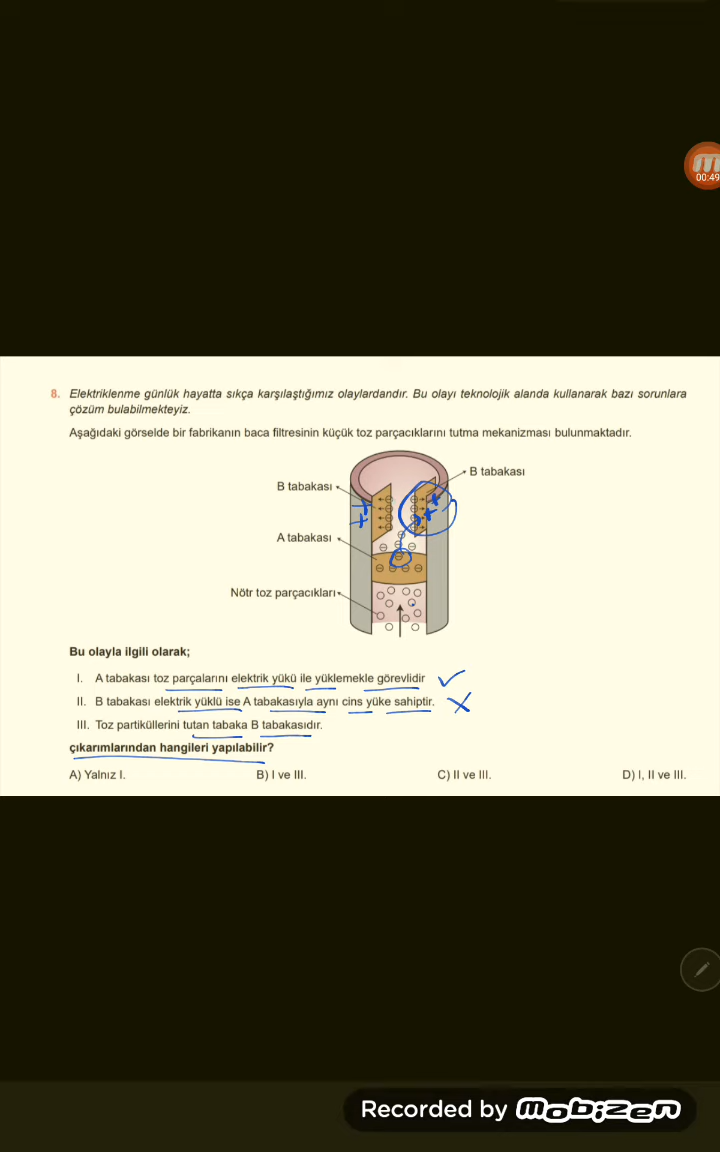 00:49
8. Elektriklenme günlük hayatta sıkça karşılaştığımız olaylardandır. Bu olayı teknolojik alanda kullanarak bazı sorunlara
çözüm bulabilmekteyiz.
Aşağıdaki görselde bir fabrikanın baca filtresinin küçük toz parçacıklarını tutma mekanizması bulunmaktadır.
B tabakası
B tabakası
A tabakası
Nötr toz parçacıkları
Bu olayla ilgili olarak;
I. A tabakası toz parçalarını elektrik yükü ile yüklemekle görevlidir
II. B tabakası elektrik yüklü ise A tabakasıyla aynı cins yüke sahiptir.
III. Toz partiküllerini tutan tabaka B tabakasıdır.
çıkarımlarından hangileri yapılabilir?
A) Yalnız I. B) I ve III. C) II ve III. D) I, II ve III.
Recorded by mobizen